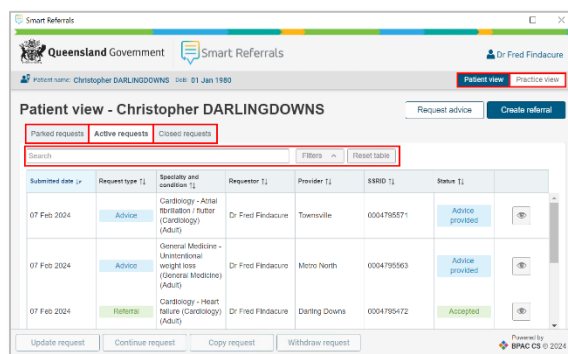 Smart Referrals
Queensland Government Smart Referrals
Dr Fred Findacure
Patient name: Christopher DARLINGDOWNS DoB: 01 Jan 1980
Patient view Practice view
Patient view - Christopher DARLINGDOWNS
Request advice Create referral
Parked requests Active requests Closed requests
Search Filters Reset table
Submitted date Request type Specialty and condition Requestor Provider SSRID Status
07 Feb 2024 Advice Cardiology - Atrial fibrillation / flutter (Cardiology) (Adult) Dr Fred Findacure Townsville 0004795571 Advice provided
07 Feb 2024 Advice General Medicine - Unintentional weight loss (General Medicine) (Adult) Dr Fred Findacure Metro North 0004795563 Advice provided
07 Feb 2024 Referral Cardiology - Heart failure (Cardiology) (Adult) Dr Fred Findacure Darling Downs 0004795472 Accepted
Update request Continue request Copy request Withdraw request
Powered by
BPAC CS © 2024